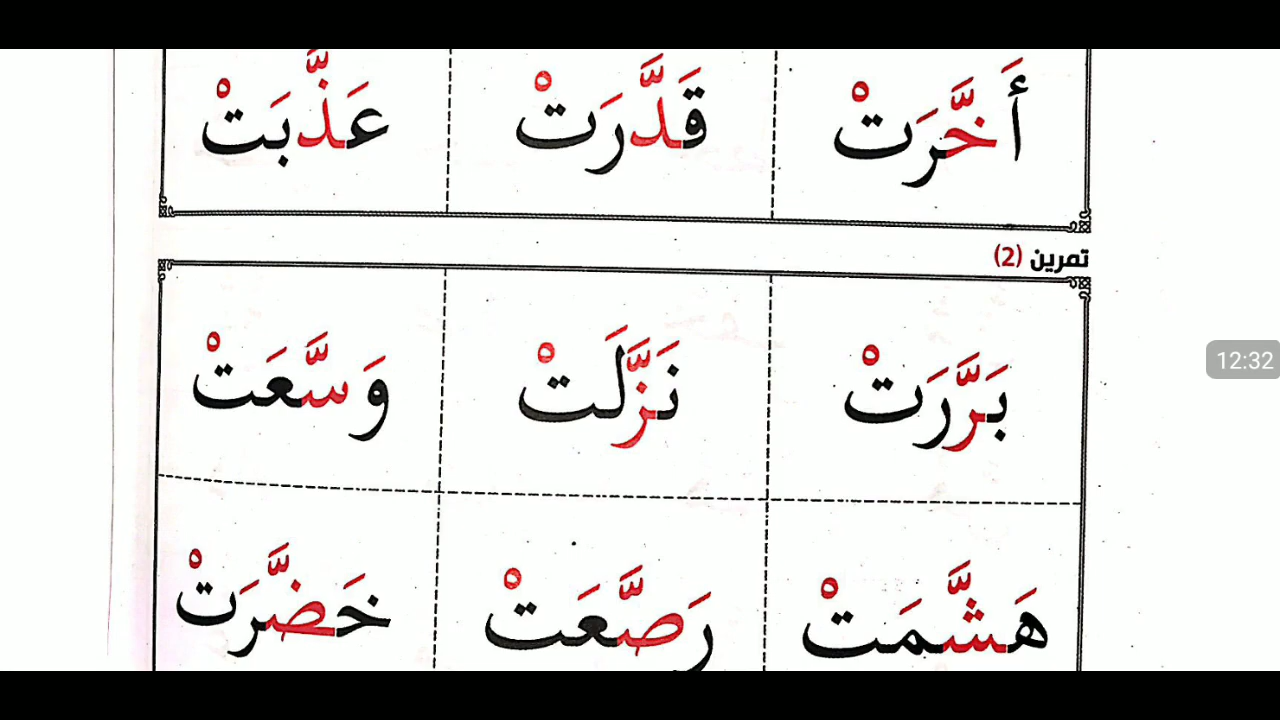 أَخَّرَتْ قَدَّرَتْ عَذَّبَتْ
تمرين (2)
بَرَّرَتْ نَزَّلَتْ وَسَّعَتْ
12:32
هَشَّمَتْ رَصَّعَتْ خَضَّرَتْ